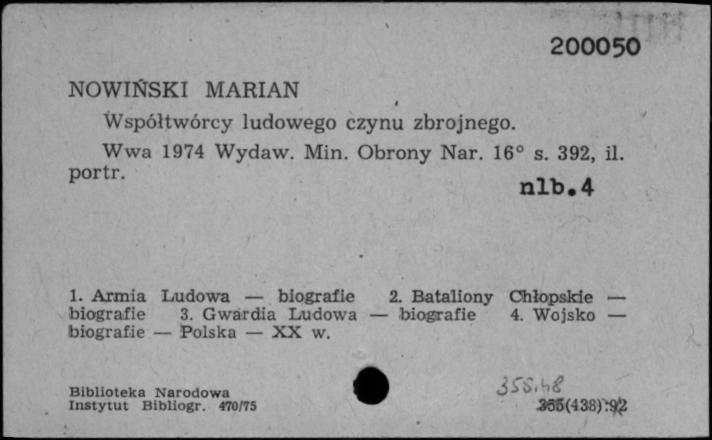 200050
NOWIŃSKI MARIAN
Współtwórcy ludowego czynu zbrojnego.
Wwa 1974 Wydaw. Min. Obrony Nar. 16° s. 392, il.
portr.
nlb.4
1. Armia Ludowa — biografie 2. Bataliony Chłopskie —
biografie 3. Gwardia Ludowa — biografie 4. Wojsko —
biografie — Polska — XX w.
Biblioteka Narodowa
Instytut Bibliogr. 470/75
355.48
355(438):92